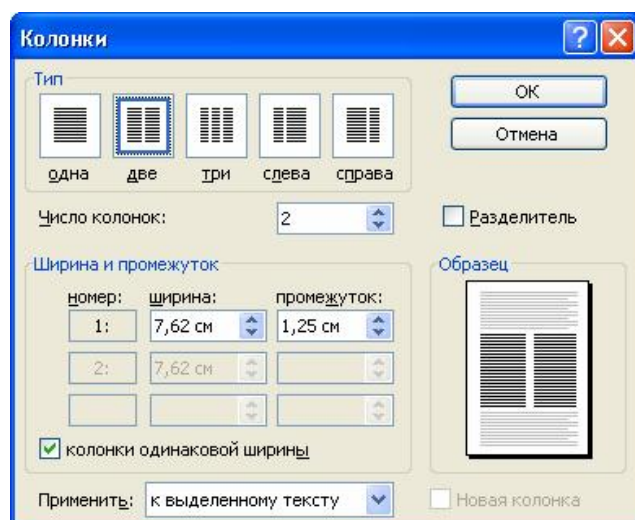 Колонки
Тип
ОК
Отмена
одна две три слева справа
Число колонок: 2
Разделитель
Ширина и промежуток
Образец
номер: ширина: промежуток:
1: 7,62 см 1,25 см
2: 7,62 см
колонки одинаковой ширины
Применить: к выделенному тексту
Новая колонка